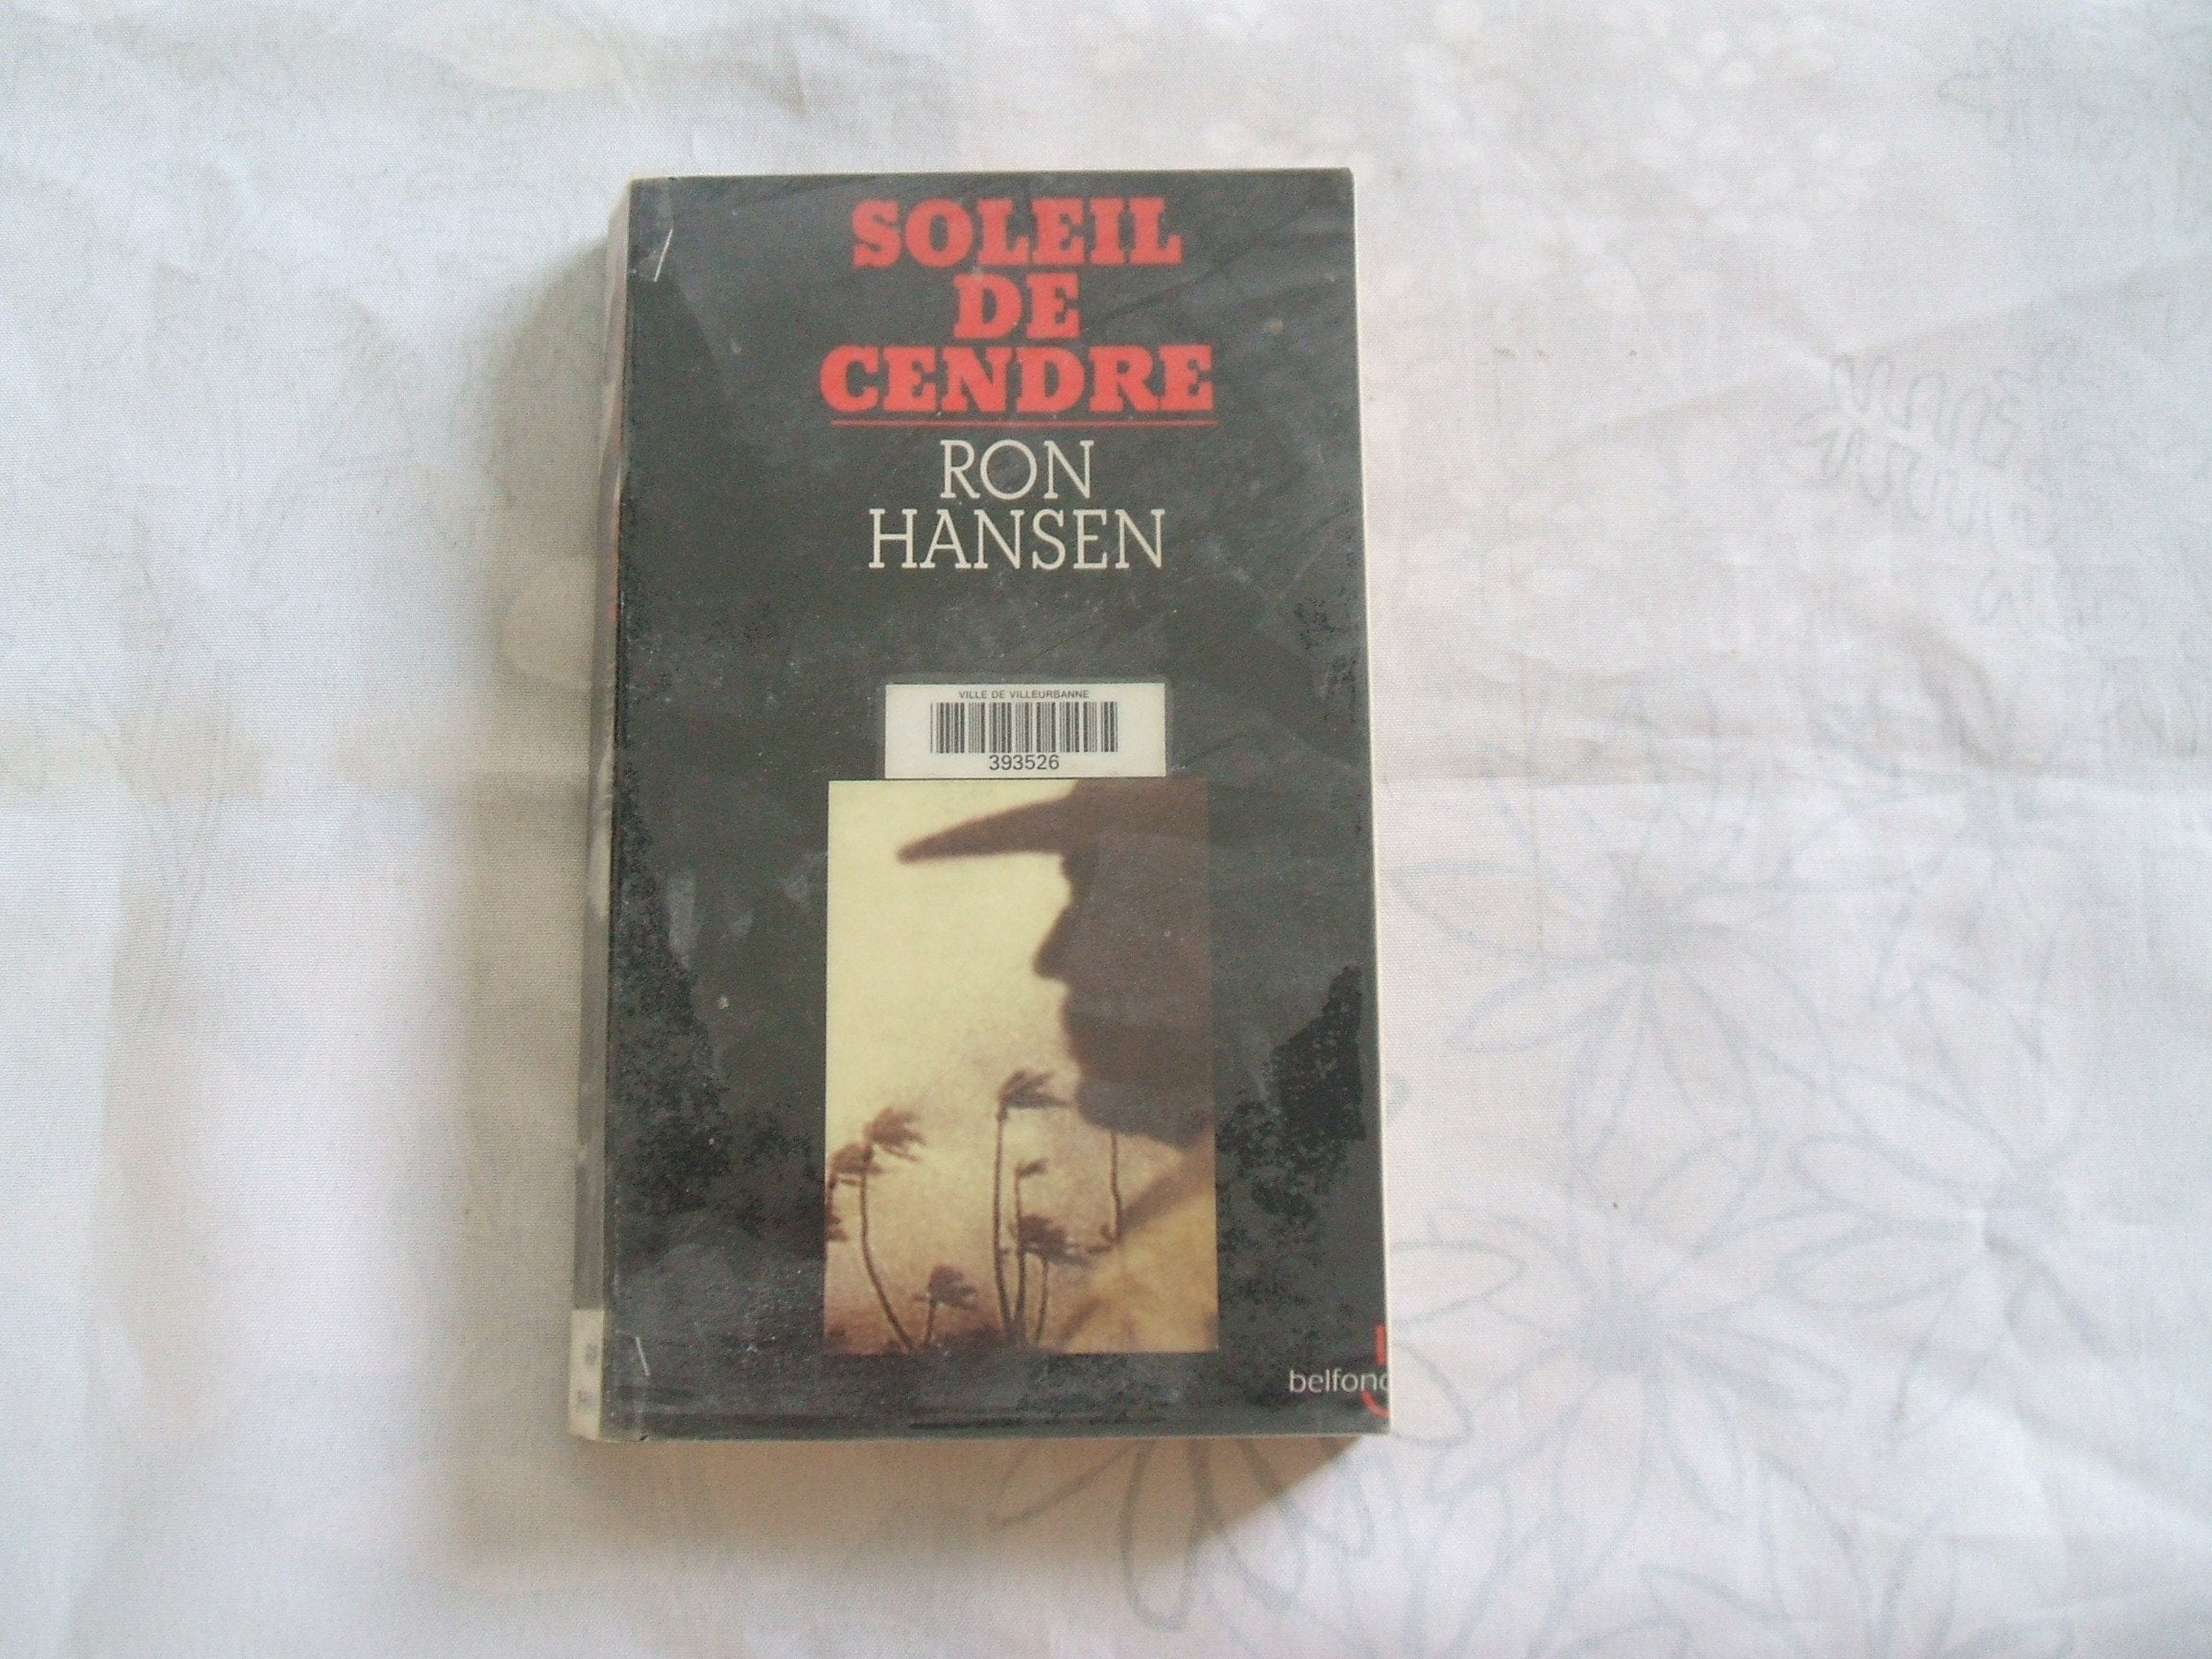 SOLEIL
DE
CENDRE
RON
HANSEN
VILLE DE VILLEURBANNE
393526
belfond